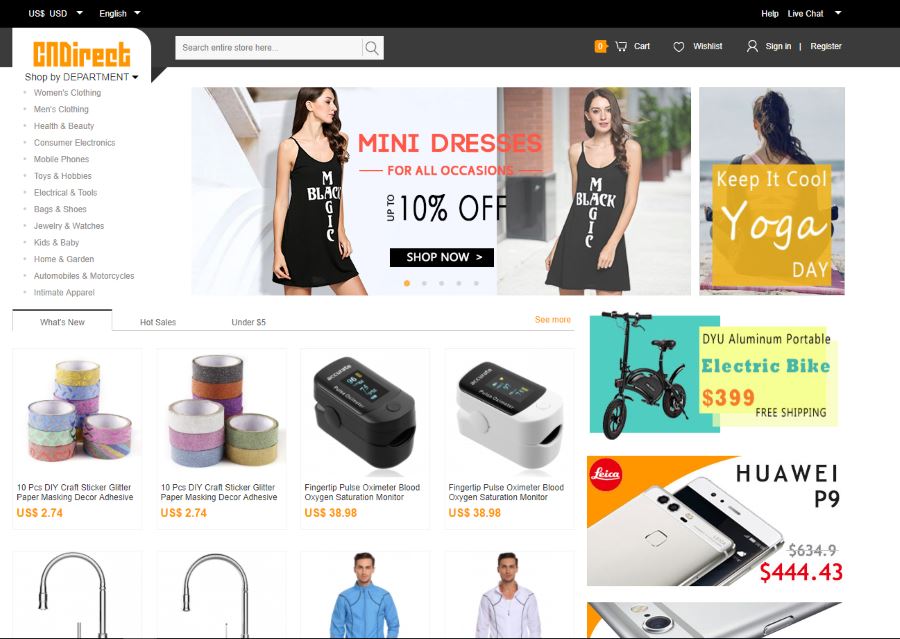 US$ USD
English
Help
Live Chat
CNDirect
Search entire store here...
0
Cart
Wishlist
Sign in | Register
Shop by DEPARTMENT
Women's Clothing
Men's Clothing
Health & Beauty
Consumer Electronics
Mobile Phones
Toys & Hobbies
Electrical & Tools
Bags & Shoes
Jewelry & Watches
Kids & Baby
Home & Garden
Automobiles & Motorcycles
Intimate Apparel
MAGIC
BLACK
MINI DRESSES
FOR ALL OCCASIONS
UP TO
10% OFF
SHOP NOW >
MAGIC
BLACK
Keep It Cool
Yoga
DAY
What's New
Hot Sales
Under $5
See more
10 Pcs DIY Craft Sticker Glitter
Paper Masking Decor Adhesive
US$ 2.74
10 Pcs DIY Craft Sticker Glitter
Paper Masking Decor Adhesive
US$ 2.74
accurate
Pulse Oximeter
Fingertip Pulse Oximeter Blood
Oxygen Saturation Monitor
US$ 38.98
accurate
Pulse Oximeter
Fingertip Pulse Oximeter Blood
Oxygen Saturation Monitor
US$ 38.98
DYU Aluminum Portable
Electric Bike
$399
FREE SHIPPING
Leica
HUAWEI
P9
$634.9
$444.43